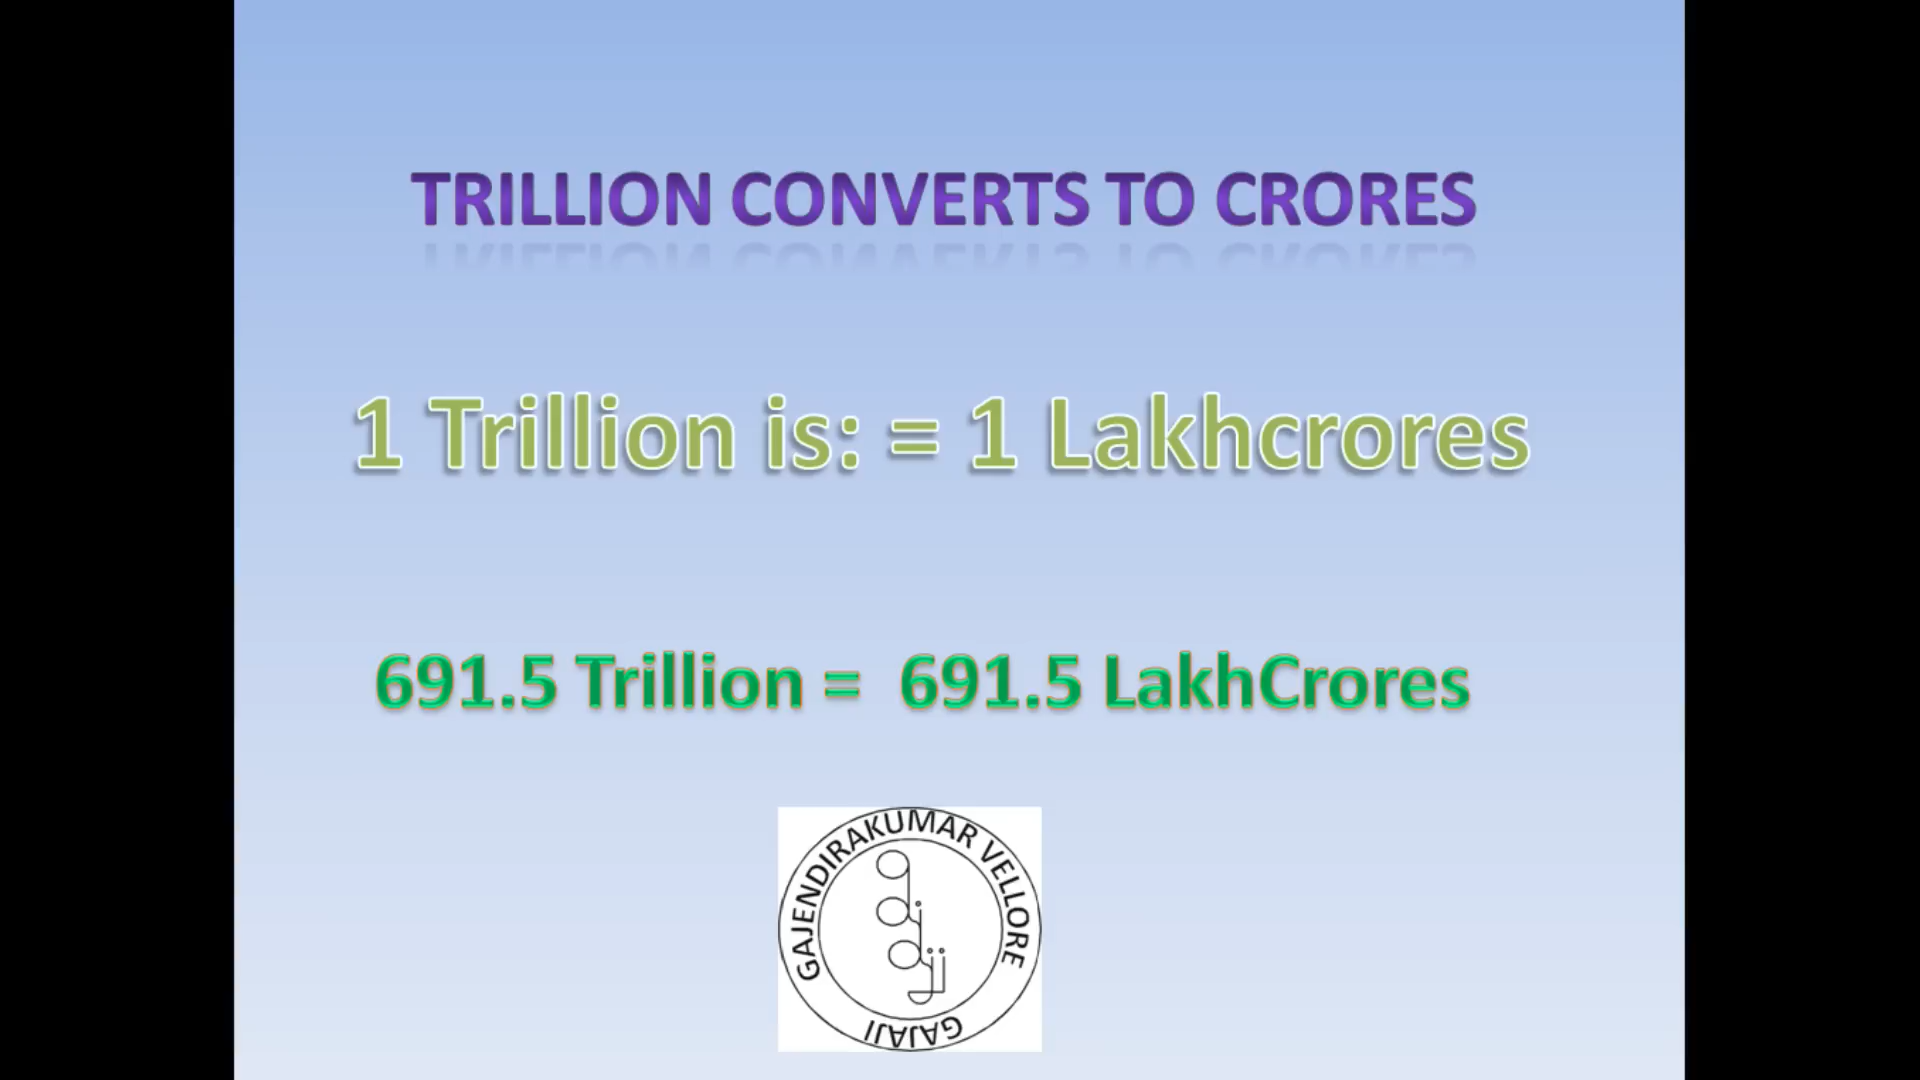 TRILLION CONVERTS TO CRORES
1 Trillion is: = 1 Lakhcrores
691.5 Trillion = 691.5 LakhCrores
GAJENDIRAKUMAR VELLORE
GAJAJI